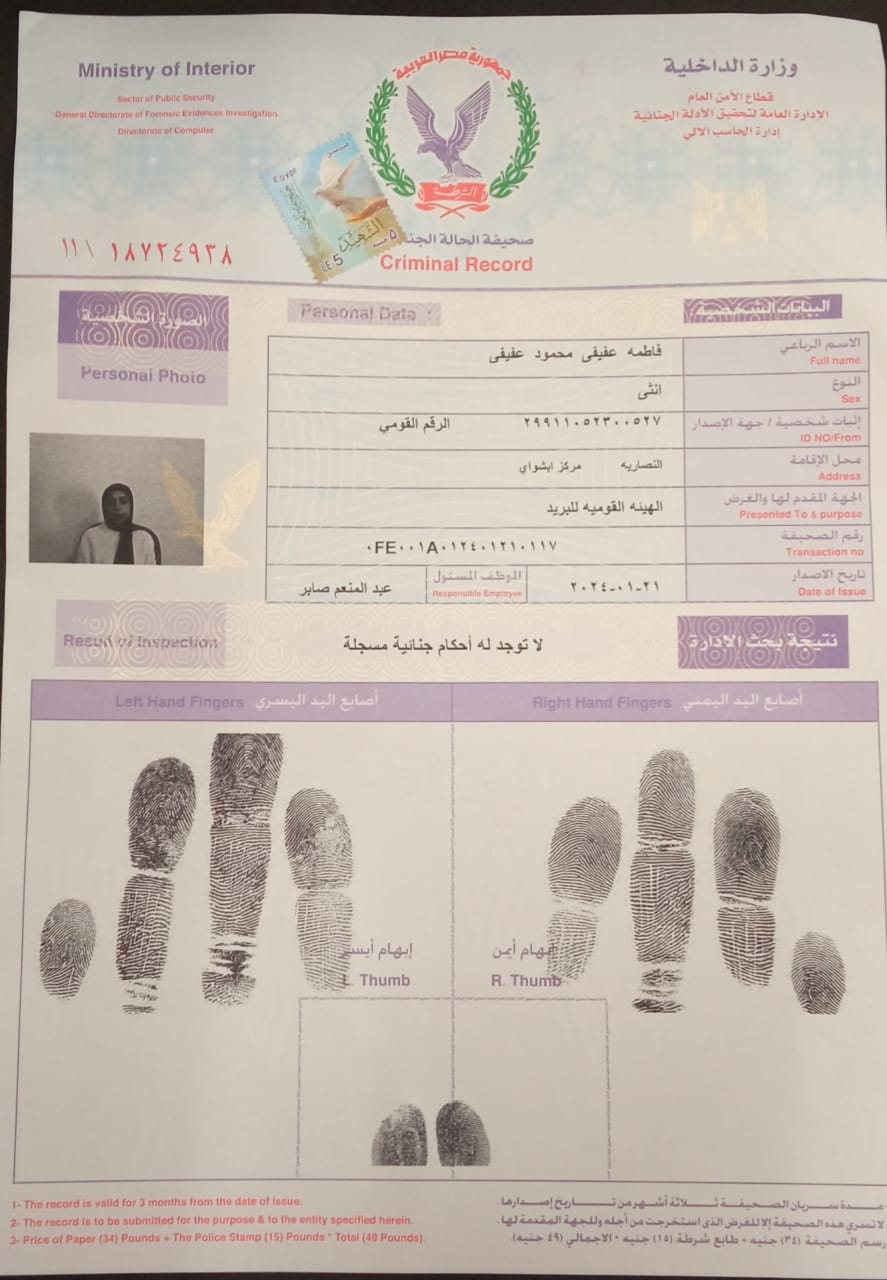 Ministry of Interior
Sector of Public Security
General Directorate of Forensic Evidences Investigation
Directorate of Computer
جمهورية مصر العربية
الشرطة
وزارة الداخلية
قطاع الأمن العام
الادارة العامة لتحقيق الأدلة الجنائية
إدارة الحاسب الالي
Egypt
مصر
الشهيد
LE 5
٥ جنيه
١١١ ١٨٧٢٤٩٣٨
صحيفة الحالة الجنا
Criminal Record
الصورة الشخصية
Personal Photo
Personal Data :
البيانات الشخصية
الاسم الرباعي
Full name
فاطمه عفيفى محمود عفيفى
النوع
Sex
انثى
إثبات شخصية / جهة الإصدار
ID NO/From
٢٩٩١١٠٥٢٣٠٠٥٢٧ الرقم القومي
محل الإقامة
Address
النصاريه مركز ابشواي
الجهة المقدم لها والغرض
Presented To & purpose
الهيئه القوميه للبريد
رقم الصحيفة
Transaction no
٠FE٠٠١A٠١٢٤٠١٢١٠١١٧
تاريخ الاصدار
Date of Issue
٢٠٢٤-٠١-٢١
الموظف المسئول
Responsible Employee
عبد المنعم صابر
Result of Inspection
لا توجد له أحكام جنائية مسجلة
نتيجة بحث الادارة
Left Hand Fingers أصابع اليد اليسري
Right Hand Fingers أصابع اليد اليمني
إبهام أيسر
L. Thumb
إبهام أيمن
R. Thumb
1- The record is valid for 3 months from the date of Issue.
2- The record is to be submitted for the purpose & to the entity specified herein.
3- Price of Paper (34) Pounds + The Police Stamp (15) Pounds * Total (49 Pounds).
مدة سريان الصحيفة ثلاثة أشهر من تاريخ إصدارها.
لا تسري هذه الصحيفة إلا للغرض الذى استخرجت من أجله وللجهة المقدمة لها.
رسم الصحيفة (٣٤) جنيه + طابع شرطة (١٥) جنيه * الاجمالي (٤٩ جنيه).